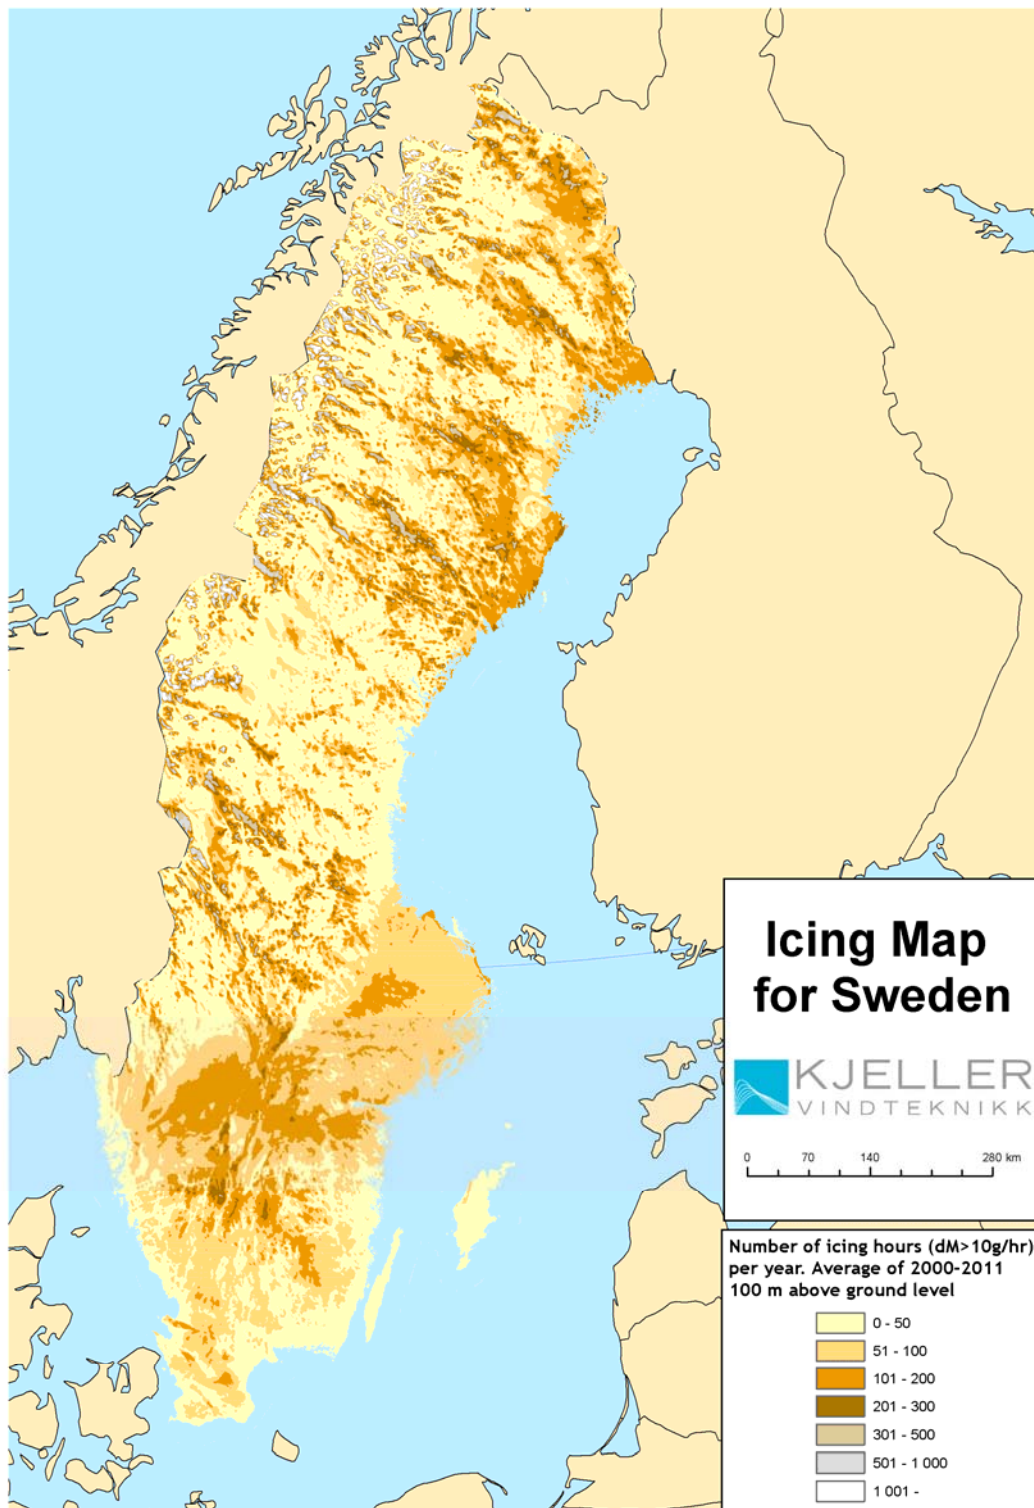 Icing Map
for Sweden
KJELLER
VINDTEKNIKK
0 70 140 280 km
Number of icing hours (dM>10g/hr)
per year. Average of 2000-2011
100 m above ground level
0 - 50
51 - 100
101 - 200
201 - 300
301 - 500
501 - 1 000
1 001 -